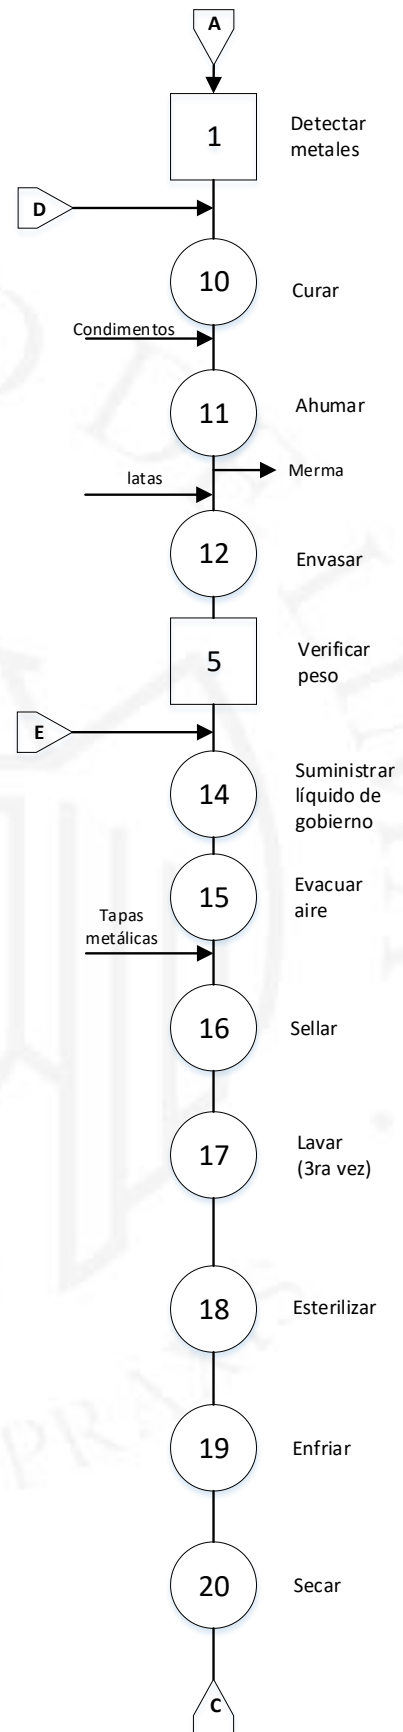 A
1
Detectar
metales
D
10
Curar
Condimentos
11
Ahumar
Merma
latas
12
Envasar
5
Verificar
peso
E
14
Suministrar
líquido de
gobierno
15
Evacuar
aire
Tapas
metálicas
16
Sellar
17
Lavar
(3ra vez)
18
Esterilizar
PRAXIS
19
Enfriar
20
Secar
C